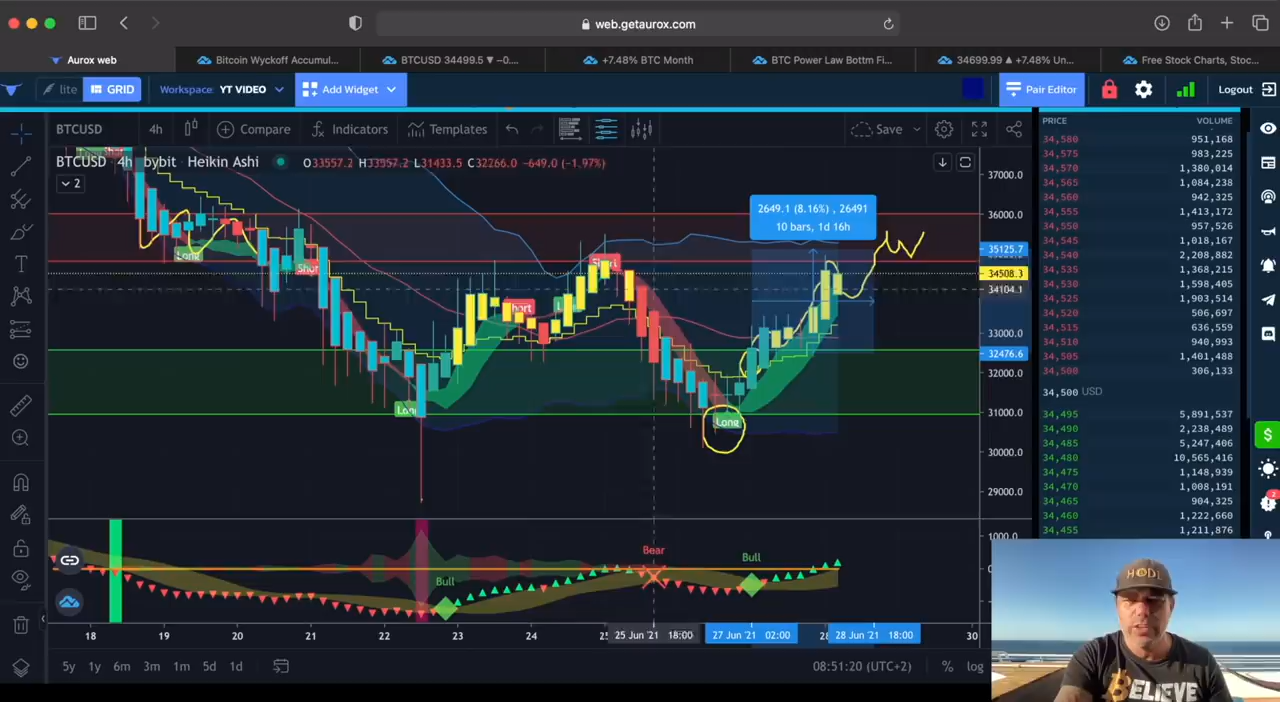 web.getaurox.com
Aurox web
Bitcoin Wyckoff Accumul...
BTCUSD 34499.5 ▼ −0....
+7.48% BTC Month
BTC Power Law Bottm Fi...
34699.99 ▲ +7.48% Un...
Free Stock Charts, Stoc...
lite
GRID
Workspace: YT VIDEO
Add Widget
Pair Editor
Logout
BTCUSD 4h Compare Indicators Templates Save
BTCUSD 4h bybit Heikin Ashi O33557.2 H33557.2 L31433.5 C32266.0 −649.0 (−1.97%)
2
2649.1 (8.16%) , 26491
10 bars, 1d 16h
Long
Short
Long
Short
Long
37000.0
36000.0
35125.7
34508.3
34104.1
33000.0
32476.6
32000.0
31000.0
30000.0
29000.0
1000.0
Bull
Bear
Bull
18 19 20 21 22 23 24 25 Jun '21 18:00 27 Jun '21 02:00 28 Jun '21 18:00 30
5y 1y 6m 3m 1m 5d 1d
08:51:20 (UTC+2) % log
PRICE VOLUME
34,580 951,168
34,575 983,225
34,570 1,380,014
34,565 1,084,238
34,560 942,325
34,555 1,413,172
34,550 957,526
34,545 1,018,167
34,540 2,208,882
34,535 1,368,215
34,530 1,598,405
34,525 1,903,514
34,520 506,697
34,515 636,559
34,510 940,993
34,505 1,401,488
34,500 306,133
34,500 USD
34,495 5,891,537
34,490 2,238,489
34,485 5,247,406
34,480 10,565,416
34,475 1,148,939
34,470 1,008,191
34,465 904,325
34,460 1,222,660
34,455 1,211,876
HODL
BELIEVE